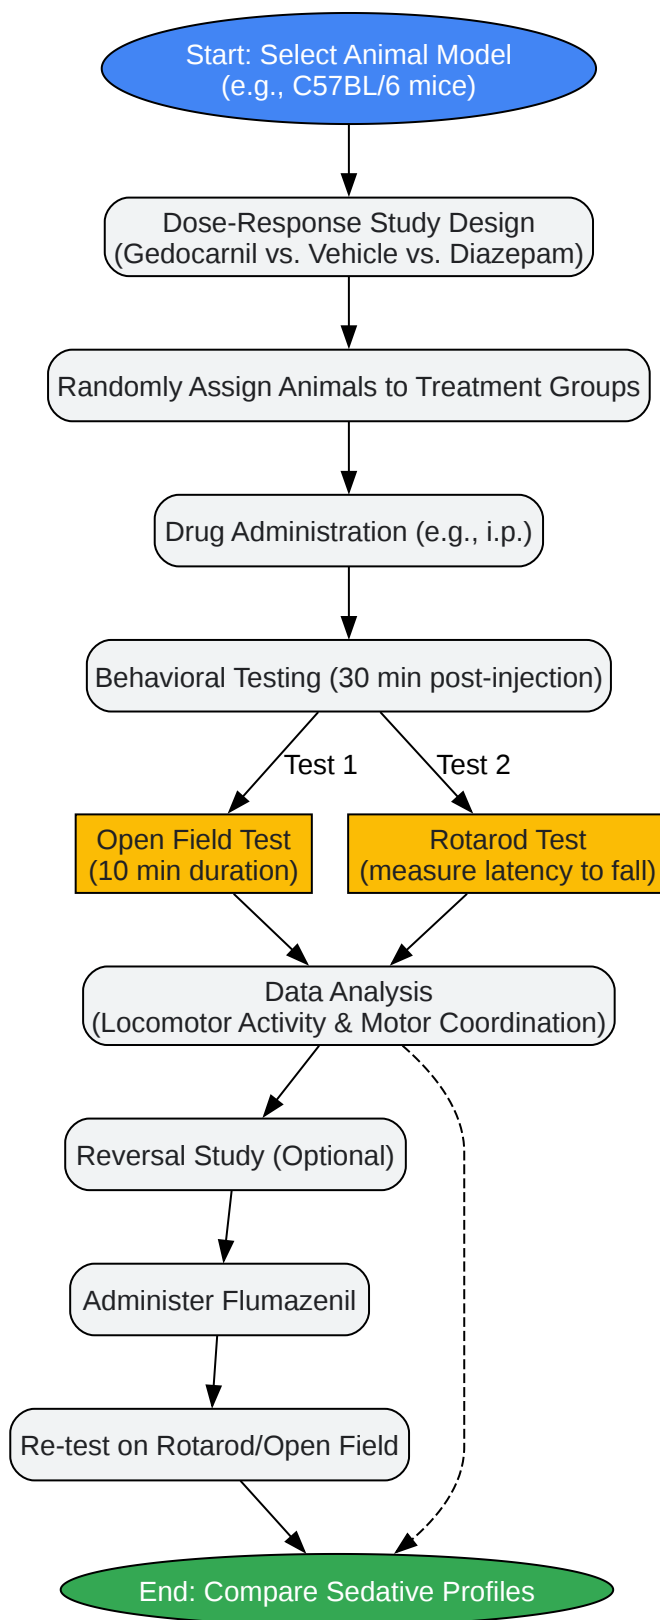 Start: Select Animal Model
(e.g., C57BL/6 mice)
Dose-Response Study Design
(Gedocarnil vs. Vehicle vs. Diazepam)
Randomly Assign Animals to Treatment Groups
Drug Administration (e.g., i.p.)
Behavioral Testing (30 min post-injection)
Test 1
Test 2
Open Field Test
(10 min duration)
Rotarod Test
(measure latency to fall)
Data Analysis
(Locomotor Activity & Motor Coordination)
Reversal Study (Optional)
Administer Flumazenil
Re-test on Rotarod/Open Field
End: Compare Sedative Profiles